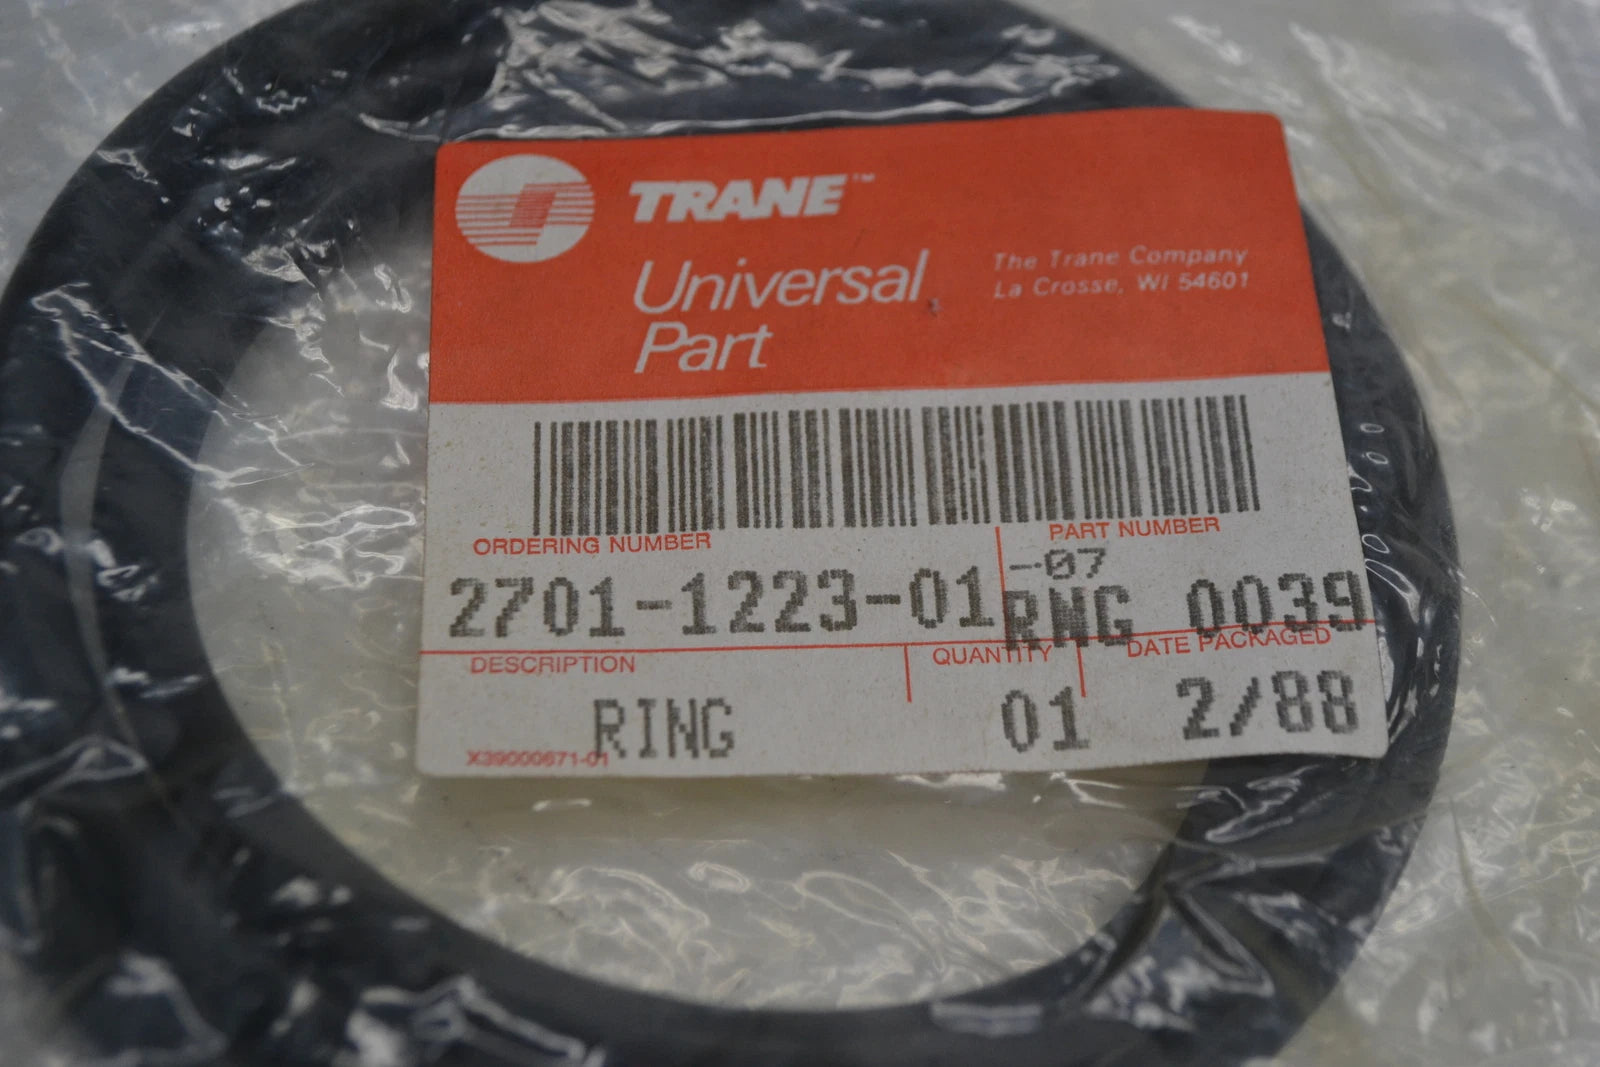 TRANE™
Universal
Part
The Trane Company
La Crosse, WI 54601
ORDERING NUMBER
PART NUMBER
-07
2701-1223-01
RNG 0039
DESCRIPTION
QUANTITY
DATE PACKAGED
RING
01
2/88
X39000671-01